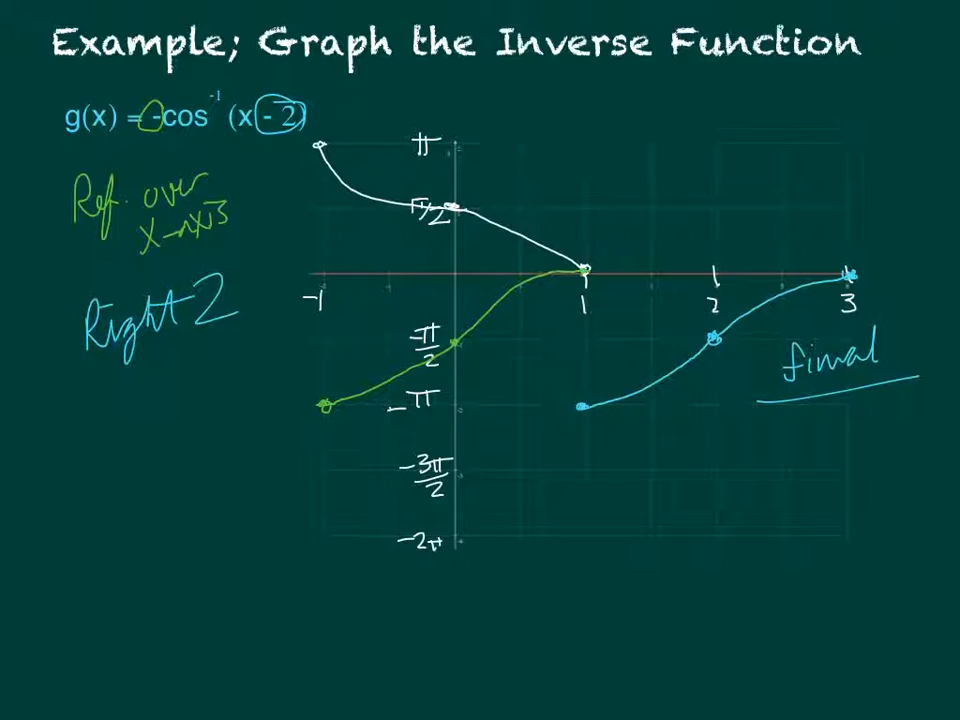 Example; Graph the Inverse Function
g(x) = -cos⁻¹ (x - 2)
Ref. over
x-axis
Right 2
π
π/2
-1
1
2
3
-π/2
-π
-3π/2
-2π
final